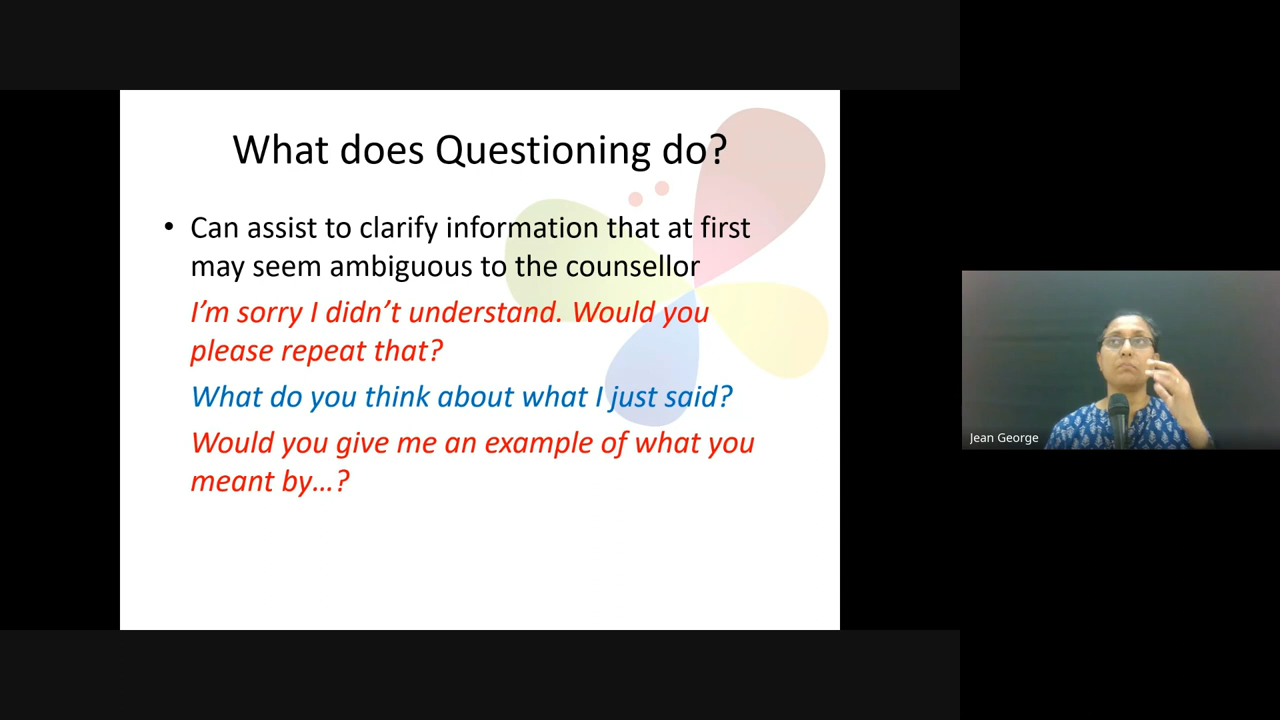 What does Questioning do?
• Can assist to clarify information that at first
may seem ambiguous to the counsellor
I’m sorry I didn’t understand. Would you
please repeat that?
What do you think about what I just said?
Would you give me an example of what you
meant by…?
Jean George